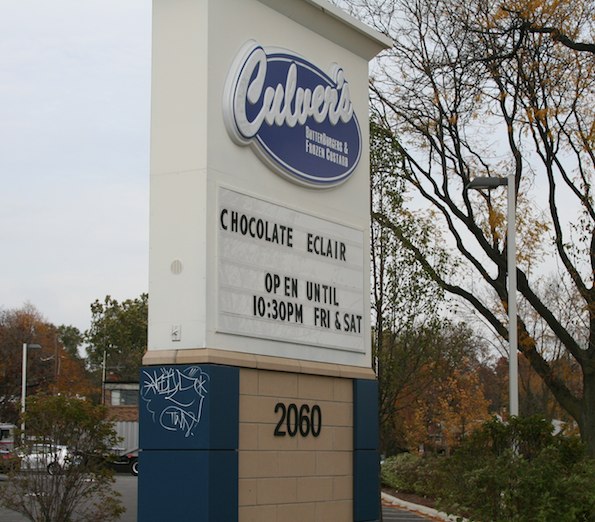 Culver's
ButterBurgers &
Frozen Custard
CHOCOLATE ECLAIR
OPEN UNTIL
10:30PM FRI & SAT
2060